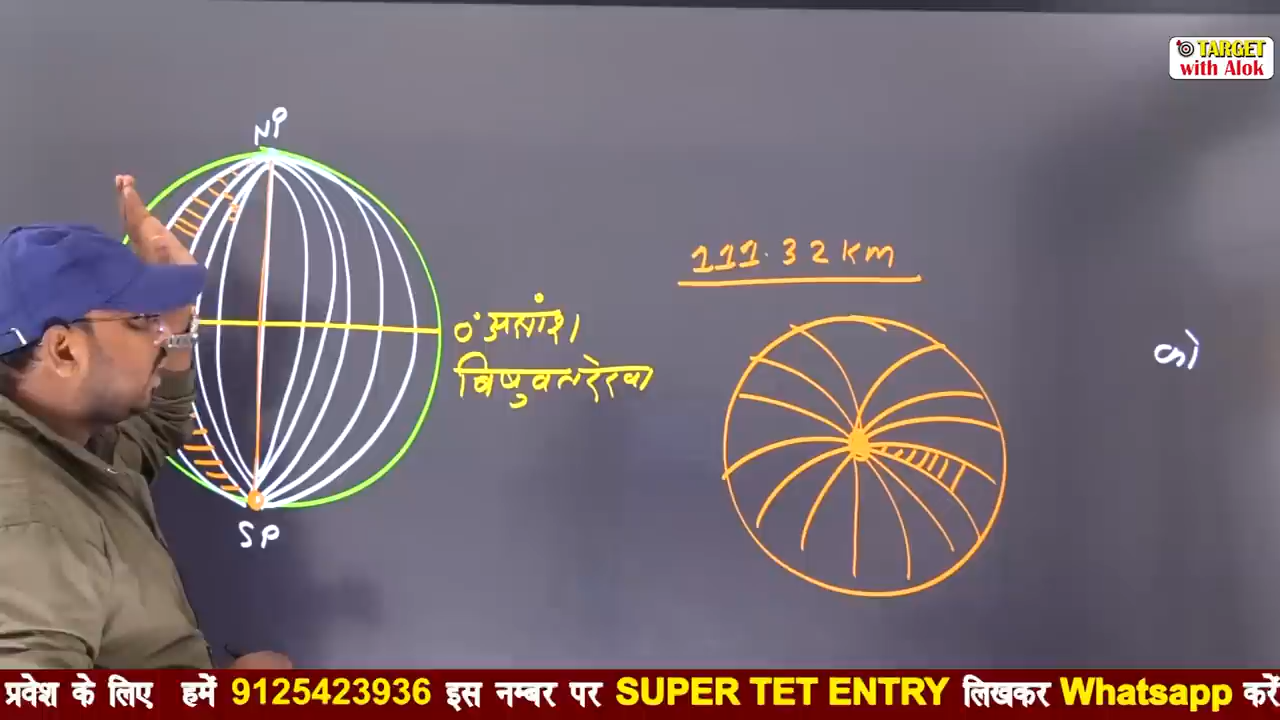 TARGET
with Alok
NP
111.32 km
0° अक्षांश
बिषुवत रेखा
को
SP
प्रवेश के लिए हमें 9125423936 इस नम्बर पर SUPER TET ENTRY लिखकर Whatsapp करें